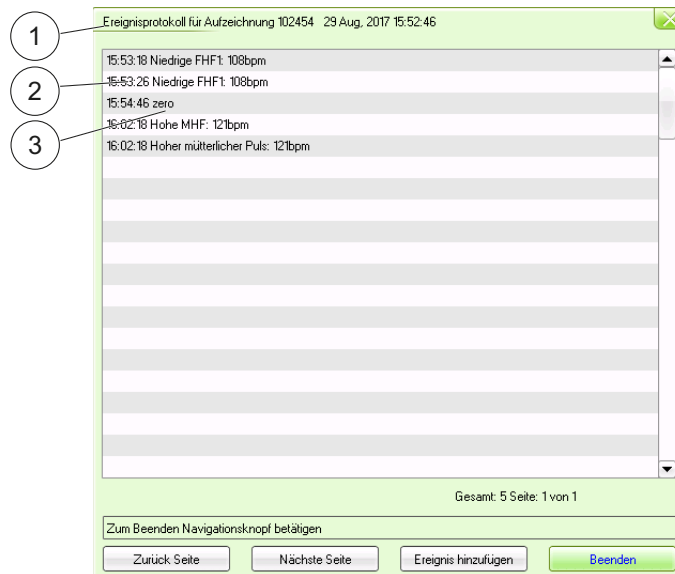 1
Ereignisprotokoll für Aufzeichnung 102454 29 Aug, 2017 15:52:46
15:53:18 Niedrige FHF1: 108bpm
2
15:53:26 Niedrige FHF1: 108bpm
15:54:46 zero
3
16:02:18 Hohe MHF: 121bpm
16:02:18 Hoher mütterlicher Puls: 121bpm
Gesamt: 5 Seite: 1 von 1
Zum Beenden Navigationsknopf betätigen
Zurück Seite Nächste Seite Ereignis hinzufügen Beenden